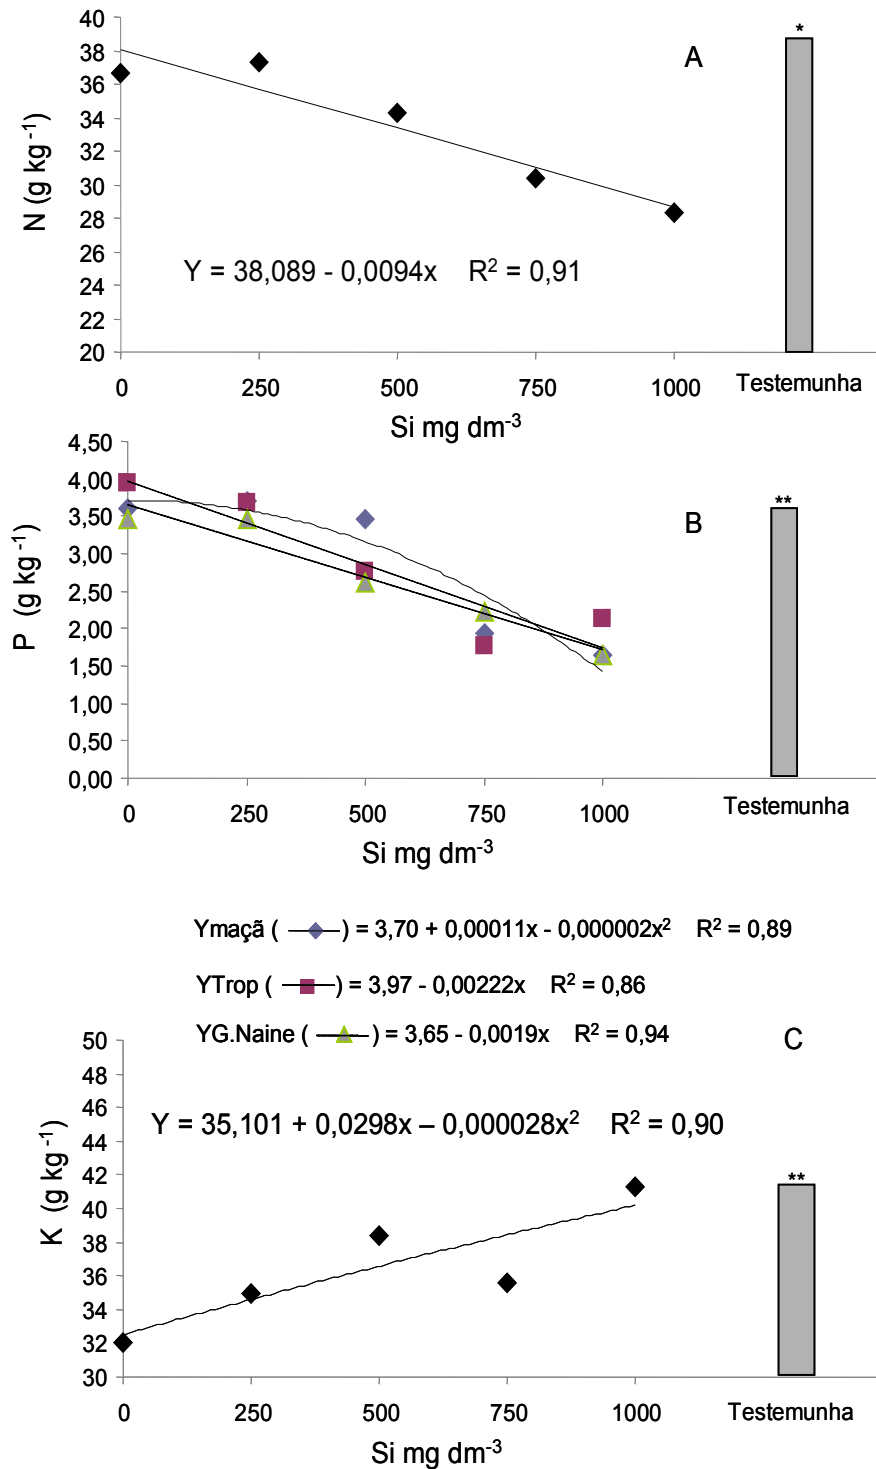 40
38
36
34
32
30
28
26
24
22
20
N (g kg⁻¹)
A
*
Y = 38,089 - 0,0094x R² = 0,91
0 250 500 750 1000 Testemunha
Si mg dm⁻³
4,50
4,00
3,50
3,00
2,50
2,00
1,50
1,00
0,50
0,00
P (g kg⁻¹)
B
**
0 250 500 750 1000 Testemunha
Si mg dm⁻³
Ymaçã ( ) = 3,70 + 0,00011x - 0,000002x² R² = 0,89
YTrop ( ) = 3,97 - 0,00222x R² = 0,86
YG.Naine ( ) = 3,65 - 0,0019x R² = 0,94
C
50
48
46
44
42
40
38
36
34
32
30
K (g kg⁻¹)
Y = 35,101 + 0,0298x – 0,000028x² R² = 0,90
**
0 250 500 750 1000 Testemunha
Si mg dm⁻³